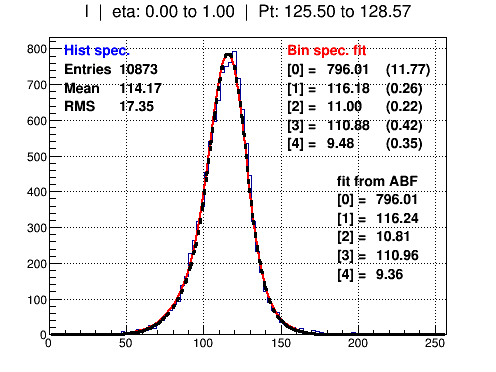 I | eta: 0.00 to 1.00 | Pt: 125.50 to 128.57
Hist spec.
Entries 10873
Mean 114.17
RMS 17.35
Bin spec. fit
[0] = 796.01 (11.77)
[1] = 116.18 (0.26)
[2] = 11.00 (0.22)
[3] = 110.88 (0.42)
[4] = 9.48 (0.35)
fit from ABF
[0] = 796.01
[1] = 116.24
[2] = 10.81
[3] = 110.96
[4] = 9.36
800
700
600
500
400
300
200
100
0
0 50 100 150 200 250